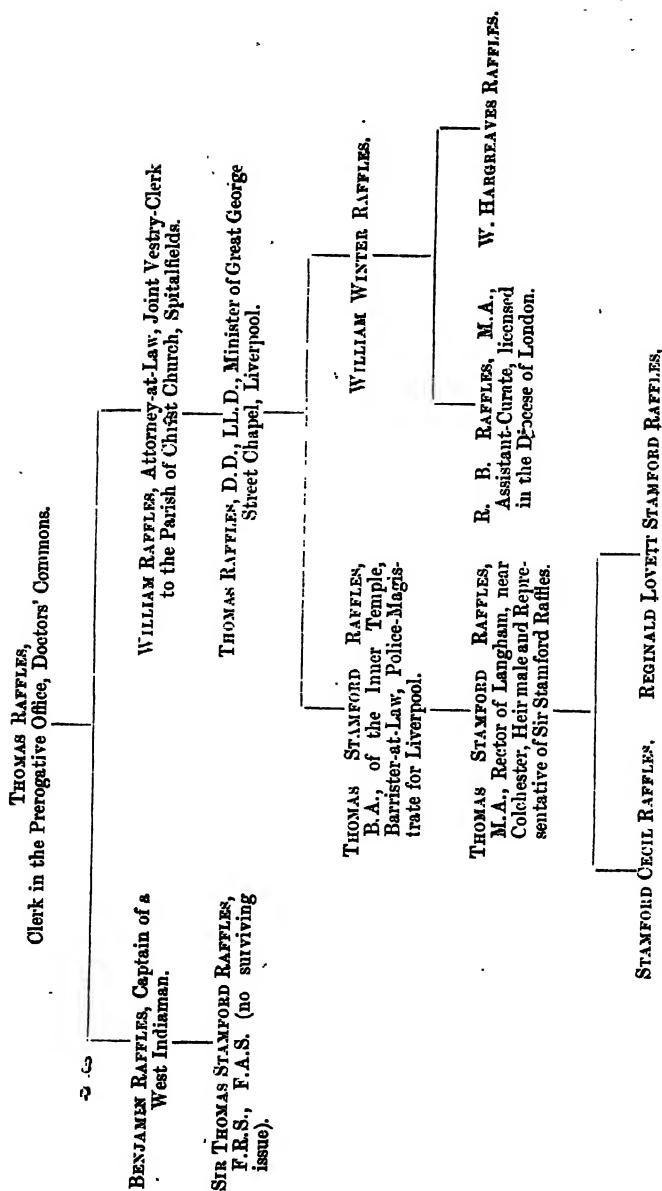 THOMAS RAFFLES,
Clerk in the Prerogative Office, Doctors' Commons.
BENJAMEN RAFFLES, Captain of a
West Indiaman.
WILLIAM RAFFLES, Attorney-at-Law, Joint Vestry-Clerk
to the Parish of Christ Church, Spitalfields.
SIR THOMAS STAMFORD RAFFLES,
F.R.S., F.A.S. (no surviving
issue).
THOMAS RAFFLES, D.D., LL.D., Minister of Great George
Street Chapel, Liverpool.
THOMAS STAMFORD RAFFLES,
B.A., of the Inner Temple,
Barrister-at-Law, Police-Magis-
trate for Liverpool.
WILLIAM WINTER RAFFLES.
THOMAS STAMFORD RAFFLES,
M.A., Rector of Langham, near
Colchester, Heir male and Repre-
sentative of Sir Stamford Raffles.
R. B. RAFFLES, M.A.,
Assistant-Curate, licensed
in the Diocese of London.
W. HARGREAVES RAFFLES.
STAMFORD CECIL RAFFLES,
REGINALD LOVETT STAMFORD RAFFLES.